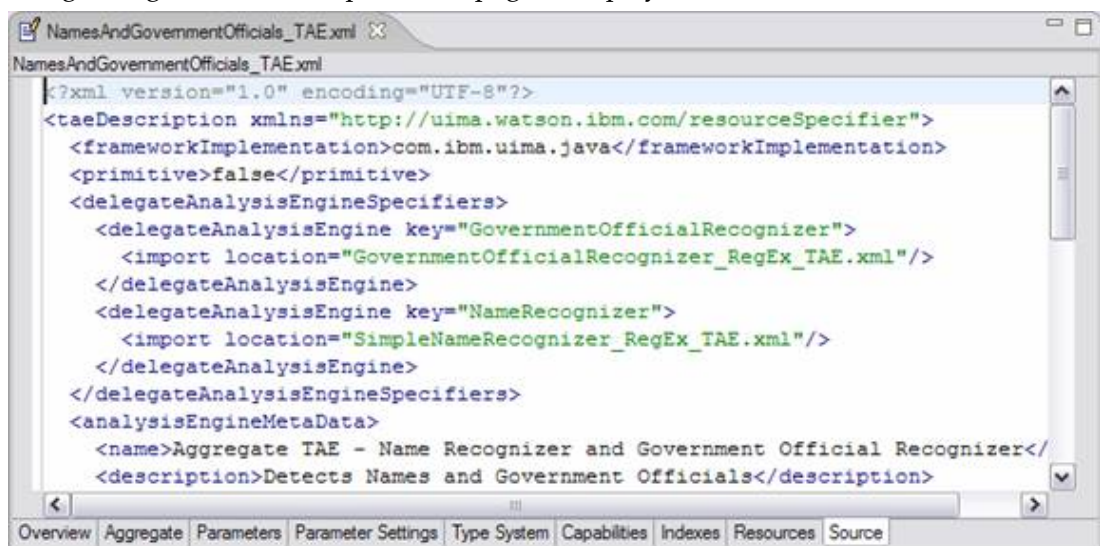 NamesAndGovernmentOfficials_TAE.xml
NamesAndGovernmentOfficials_TAE.xml
<?xml version="1.0" encoding="UTF-8"?>
<taeDescription xmlns="http://uima.watson.ibm.com/resourceSpecifier">
<frameworkImplementation>com.ibm.uima.java</frameworkImplementation>
<primitive>false</primitive>
<delegateAnalysisEngineSpecifiers>
<delegateAnalysisEngine key="GovernmentOfficialRecognizer">
<import location="GovernmentOfficialRecognizer_RegEx_TAE.xml"/>
</delegateAnalysisEngine>
<delegateAnalysisEngine key="NameRecognizer">
<import location="SimpleNameRecognizer_RegEx_TAE.xml"/>
</delegateAnalysisEngine>
</delegateAnalysisEngineSpecifiers>
<analysisEngineMetaData>
<name>Aggregate TAE - Name Recognizer and Government Official Recognizer</
<description>Detects Names and Government Officials</description>
Overview Aggregate Parameters Parameter Settings Type System Capabilities Indexes Resources Source